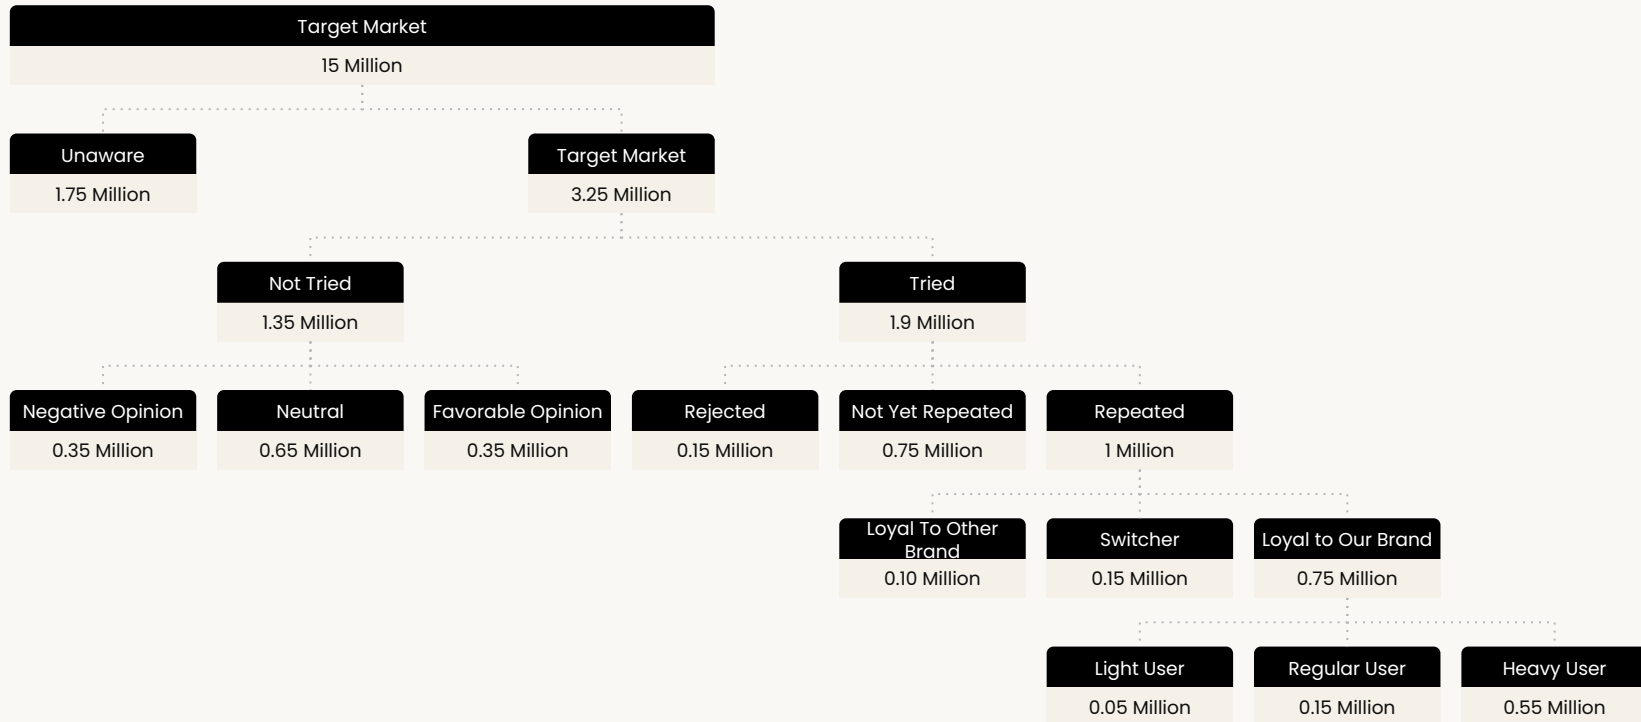 Target Market
15 Million
Unaware
1.75 Million
Target Market
3.25 Million
Not Tried
1.35 Million
Tried
1.9 Million
Negative Opinion
0.35 Million
Neutral
0.65 Million
Favorable Opinion
0.35 Million
Rejected
0.15 Million
Not Yet Repeated
0.75 Million
Repeated
1 Million
Loyal To Other
Brand
0.10 Million
Switcher
0.15 Million
Loyal to Our Brand
0.75 Million
Light User
0.05 Million
Regular User
0.15 Million
Heavy User
0.55 Million